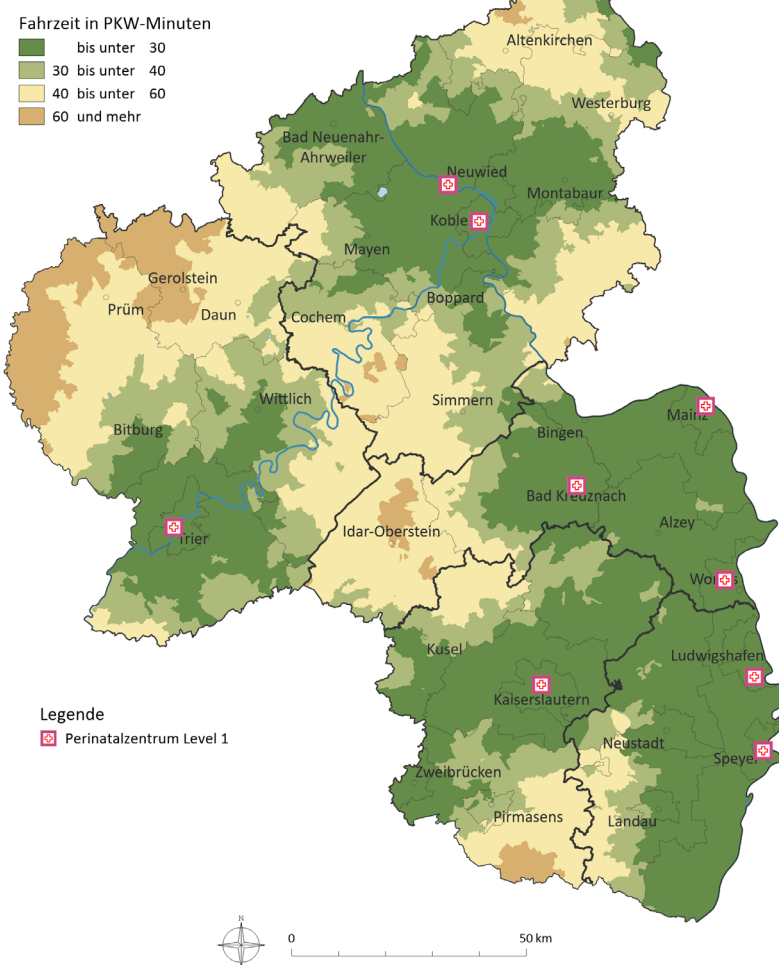 Fahrzeit in PKW-Minuten
bis unter 30
30 bis unter 40
40 bis unter 60
60 und mehr
Altenkirchen
Westerburg
Bad Neuenahr-
Ahrweiler
Neuwied
Montabaur
Koble
Mayen
Gerolstein
Prüm
Daun
Boppard
Cochem
Wittlich
Simmern
Mainz
Bitburg
Bingen
Bad Kreuznach
Alzey
Idar-Oberstein
Trier
Worms
Kusel
Ludwigshafen
Kaiserslautern
Legende
Perinatalzentrum Level 1
Neustadt
Speyer
Zweibrücken
Pirmasens
Landau
N
0 50 km